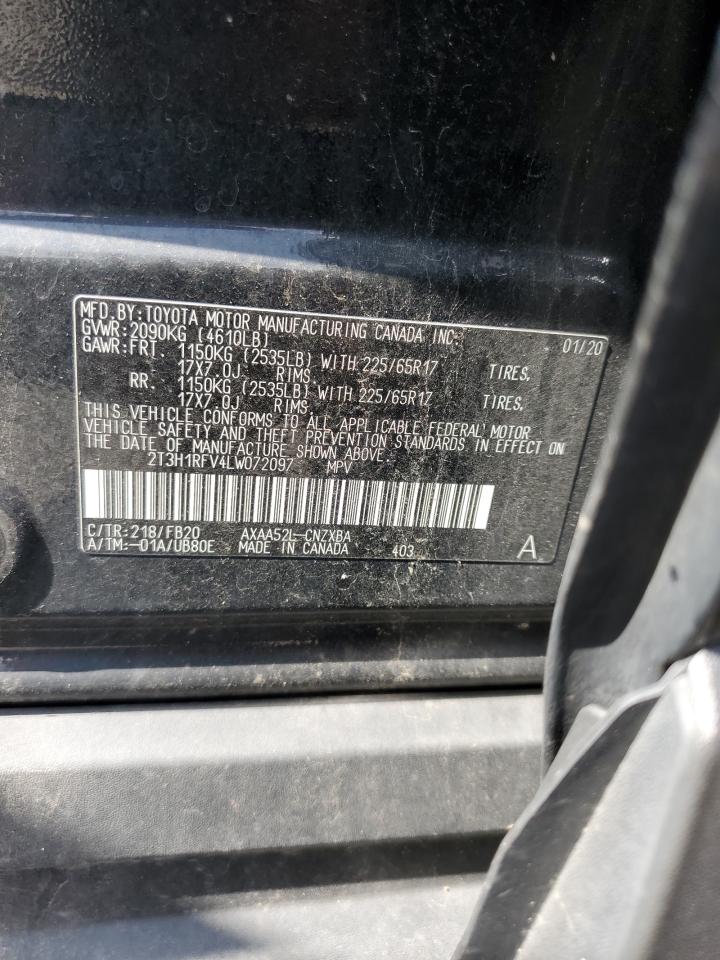 MFD.BY:TOYOTA MOTOR MANUFACTURING CANADA INC. 01/20
GVWR:2090KG (4610LB)
GAWR:FRT. 1150KG (2535LB) WITH 225/65R17 TIRES,
17X7.0J RIMS,
RR: 1150KG (2535LB) WITH 225/65R17 TIRES,
17X7.0J RIMS,
THIS VEHICLE CONFORMS TO ALL APPLICABLE FEDERAL MOTOR
VEHICLE SAFETY AND THEFT PREVENTION STANDARDS IN EFFECT ON
THE DATE OF MANUFACTURE SHOWN ABOVE.
2T3H1RFV4LW072097 MPV
C/TR:218/FB20 AXAA52L-CNZXBA
A/TM:-01A/UB80E MADE IN CANADA 403 A